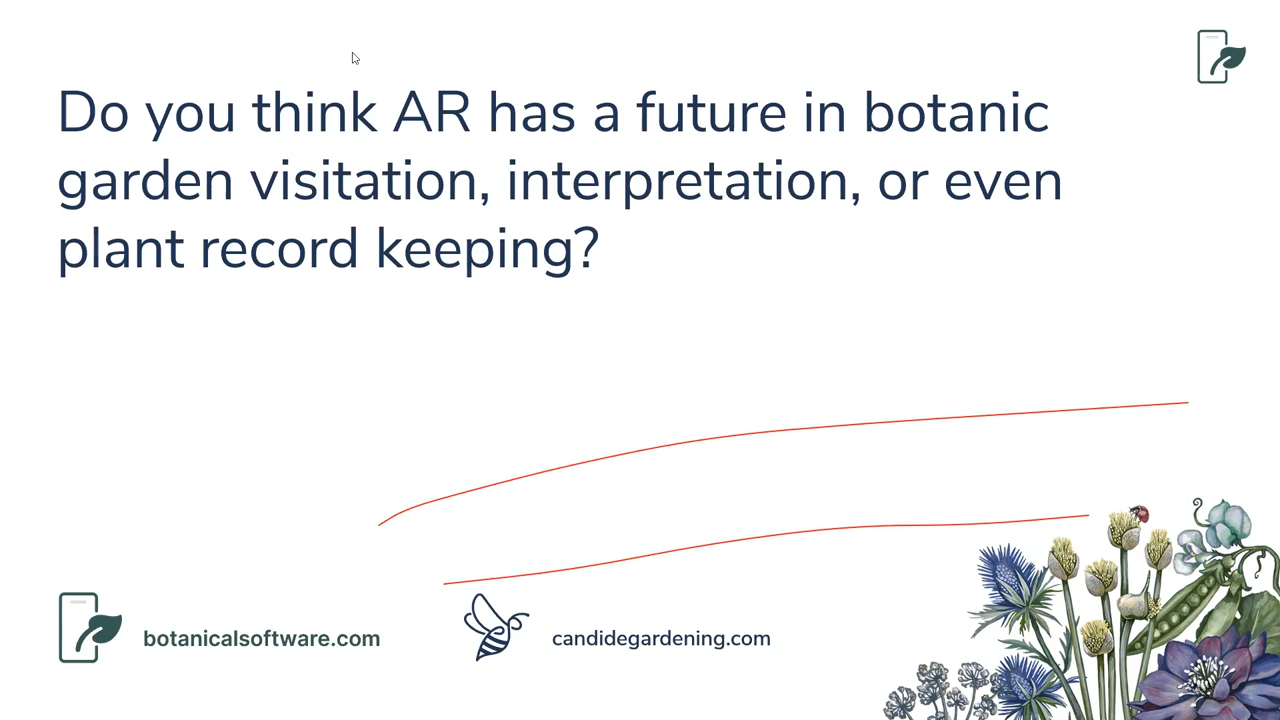 Do you think AR has a future in botanic
garden visitation, interpretation, or even
plant record keeping?
botanicalsoftware.com
candidegardening.com